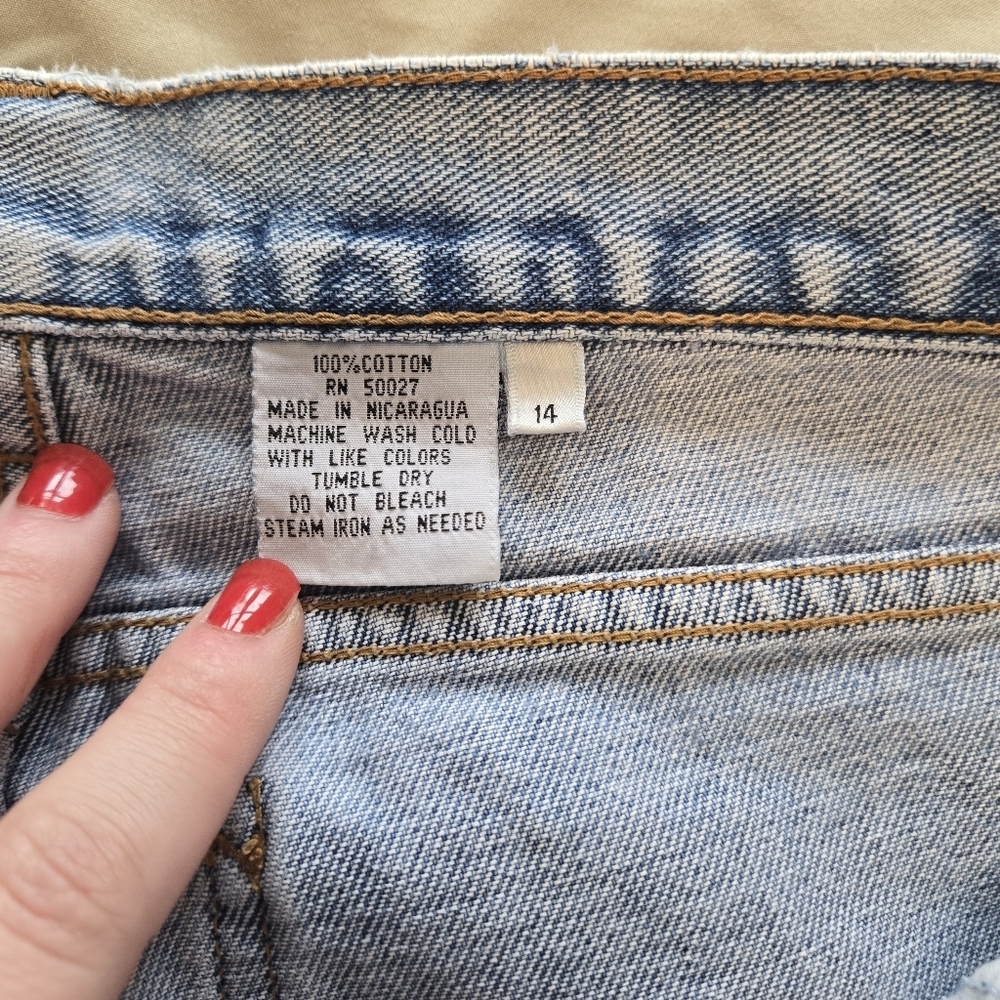 100%COTTON
RN 50027
MADE IN NICARAGUA
MACHINE WASH COLD
WITH LIKE COLORS
TUMBLE DRY
DO NOT BLEACH
STEAM IRON AS NEEDED
14